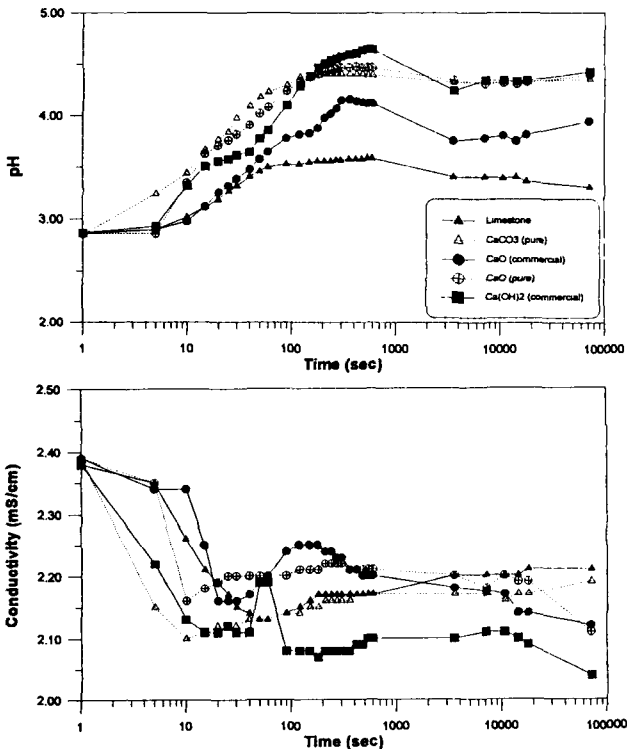 5.00
4.00
3.00
2.00
pH
1 10 100 1000 10000 100000
Time (sec)
Limestone
CaCO3 (pure)
CaO (commercial)
CaO (pure)
Ca(OH)2 (commercial)
2.50
2.40
2.30
2.20
2.10
2.00
Conductivity (mS/cm)
1 10 100 1000 10000 100000
Time (sec)